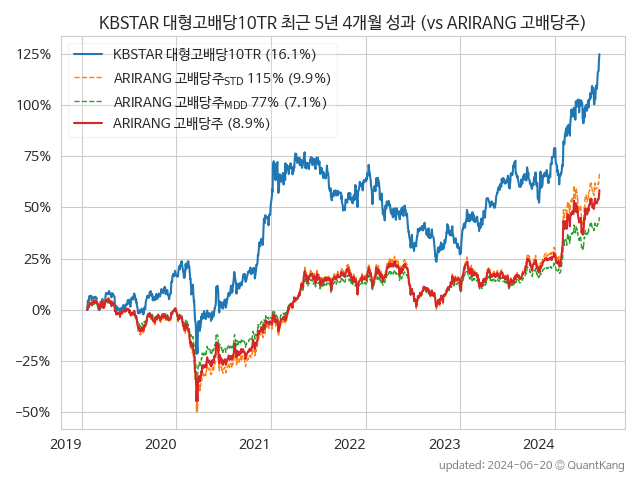 KBSTAR 대형고배당10TR 최근 5년 4개월 성과 (vs ARIRANG 고배당주)
KBSTAR 대형고배당10TR (16.1%)
ARIRANG 고배당주STD 115% (9.9%)
ARIRANG 고배당주MDD 77% (7.1%)
ARIRANG 고배당주 (8.9%)
125%
100%
75%
50%
25%
0%
−25%
−50%
2019 2020 2021 2022 2023 2024
updated: 2024-06-20 © QuantKang